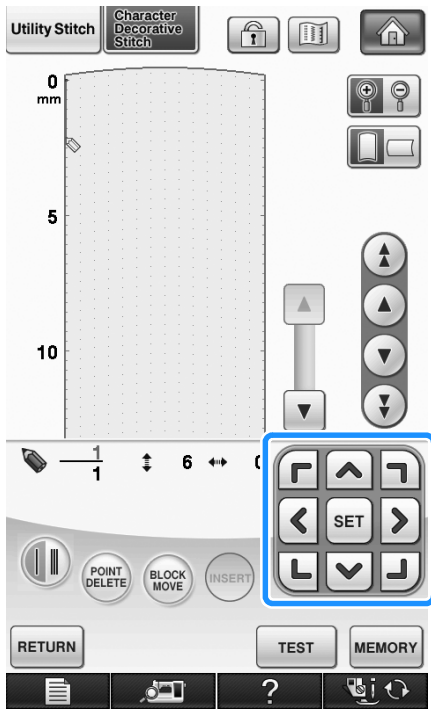 Utility Stitch
Character
Decorative
Stitch
0
mm
5
10
1
1
6
0
SET
POINT
DELETE
BLOCK
MOVE
INSERT
RETURN
TEST
MEMORY
?